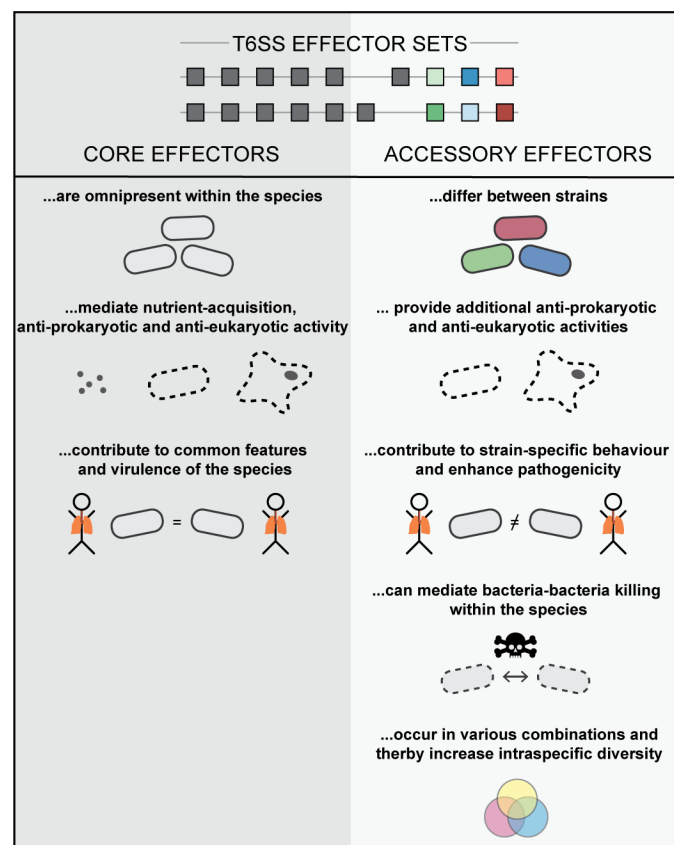 T6SS EFFECTOR SETS
CORE EFFECTORS
...are omnipresent within the species
...mediate nutrient-acquisition,
anti-prokaryotic and anti-eukaryotic activity
...contribute to common features
and virulence of the species
=
ACCESSORY EFFECTORS
...differ between strains
... provide additional anti-prokaryotic
and anti-eukaryotic activities
...contribute to strain-specific behaviour
and enhance pathogenicity
≠
...can mediate bacteria-bacteria killing
within the species
...occur in various combinations and
therby increase intraspecific diversity